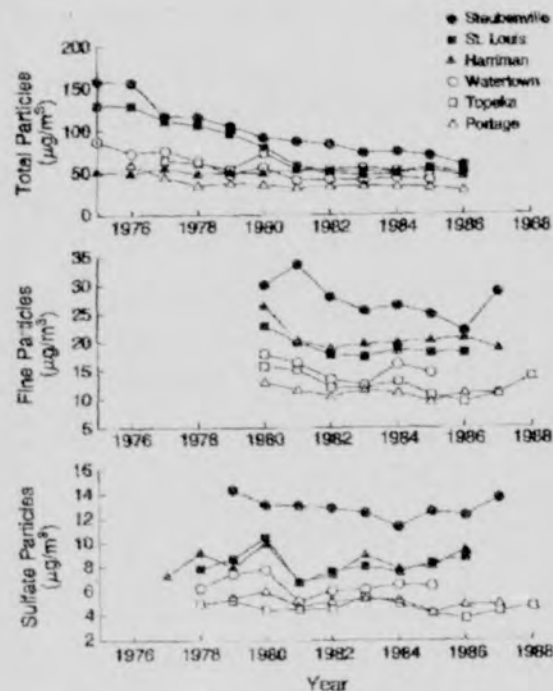 Steubenville
St. Louis
Harriman
Watertown
Topeka
Portage
Total Particles
(µg/m³)
200
150
100
50
0
1976 1978 1980 1982 1984 1986 1988
Fine Particles
(µg/m³)
35
30
25
20
15
10
5
1976 1978 1980 1982 1984 1986 1988
Sulfate Particles
(µg/m³)
16
14
12
10
8
6
4
2
1976 1978 1980 1982 1984 1986 1988
Year